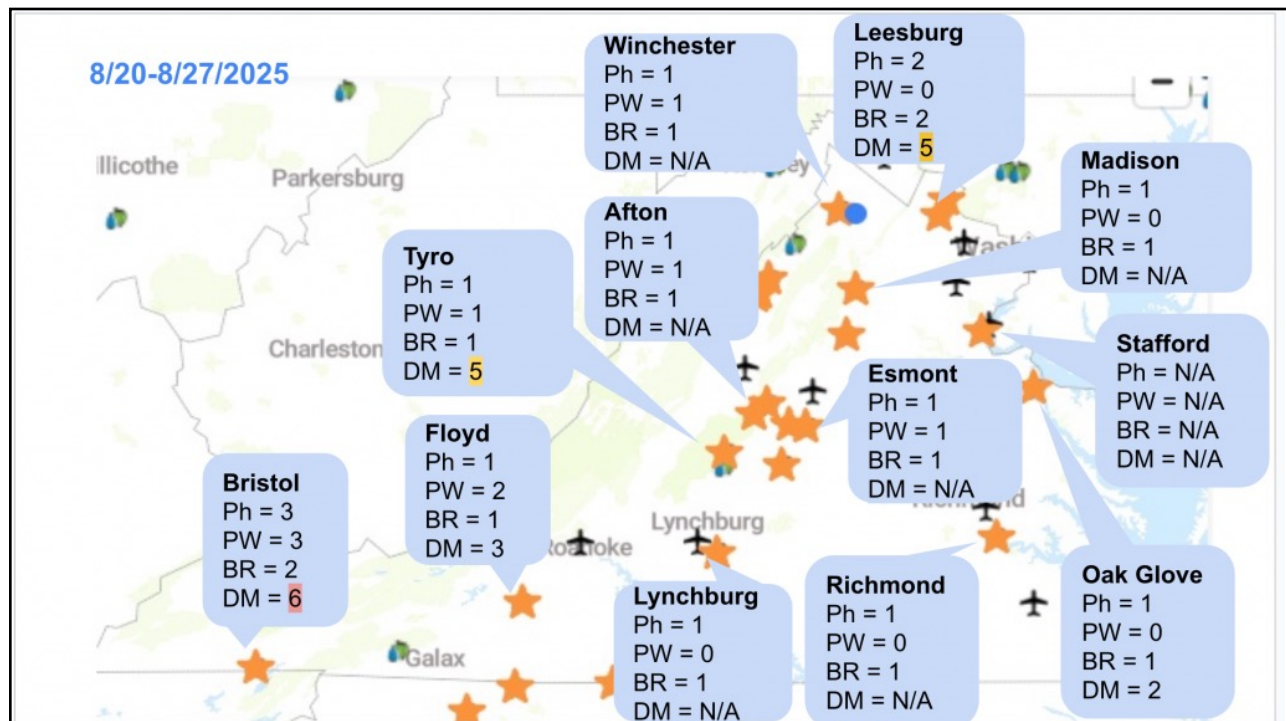 8/20-8/27/2025
Winchester
Ph = 1
PW = 1
BR = 1
DM = N/A
Leesburg
Ph = 2
PW = 0
BR = 2
DM = 5
Madison
Ph = 1
PW = 0
BR = 1
DM = N/A
Afton
Ph = 1
PW = 1
BR = 1
DM = N/A
Tyro
Ph = 1
PW = 1
BR = 1
DM = 5
Stafford
Ph = N/A
PW = N/A
BR = N/A
DM = N/A
Esmont
Ph = 1
PW = 1
BR = 1
DM = N/A
Floyd
Ph = 1
PW = 2
BR = 1
DM = 3
Bristol
Ph = 3
PW = 3
BR = 2
DM = 6
Lynchburg
Ph = 1
PW = 0
BR = 1
DM = N/A
Richmond
Ph = 1
PW = 0
BR = 1
DM = N/A
Oak Glove
Ph = 1
PW = 0
BR = 1
DM = 2
illicothe
Parkersburg
Charleston
Lynchburg
Roanoke
Galax